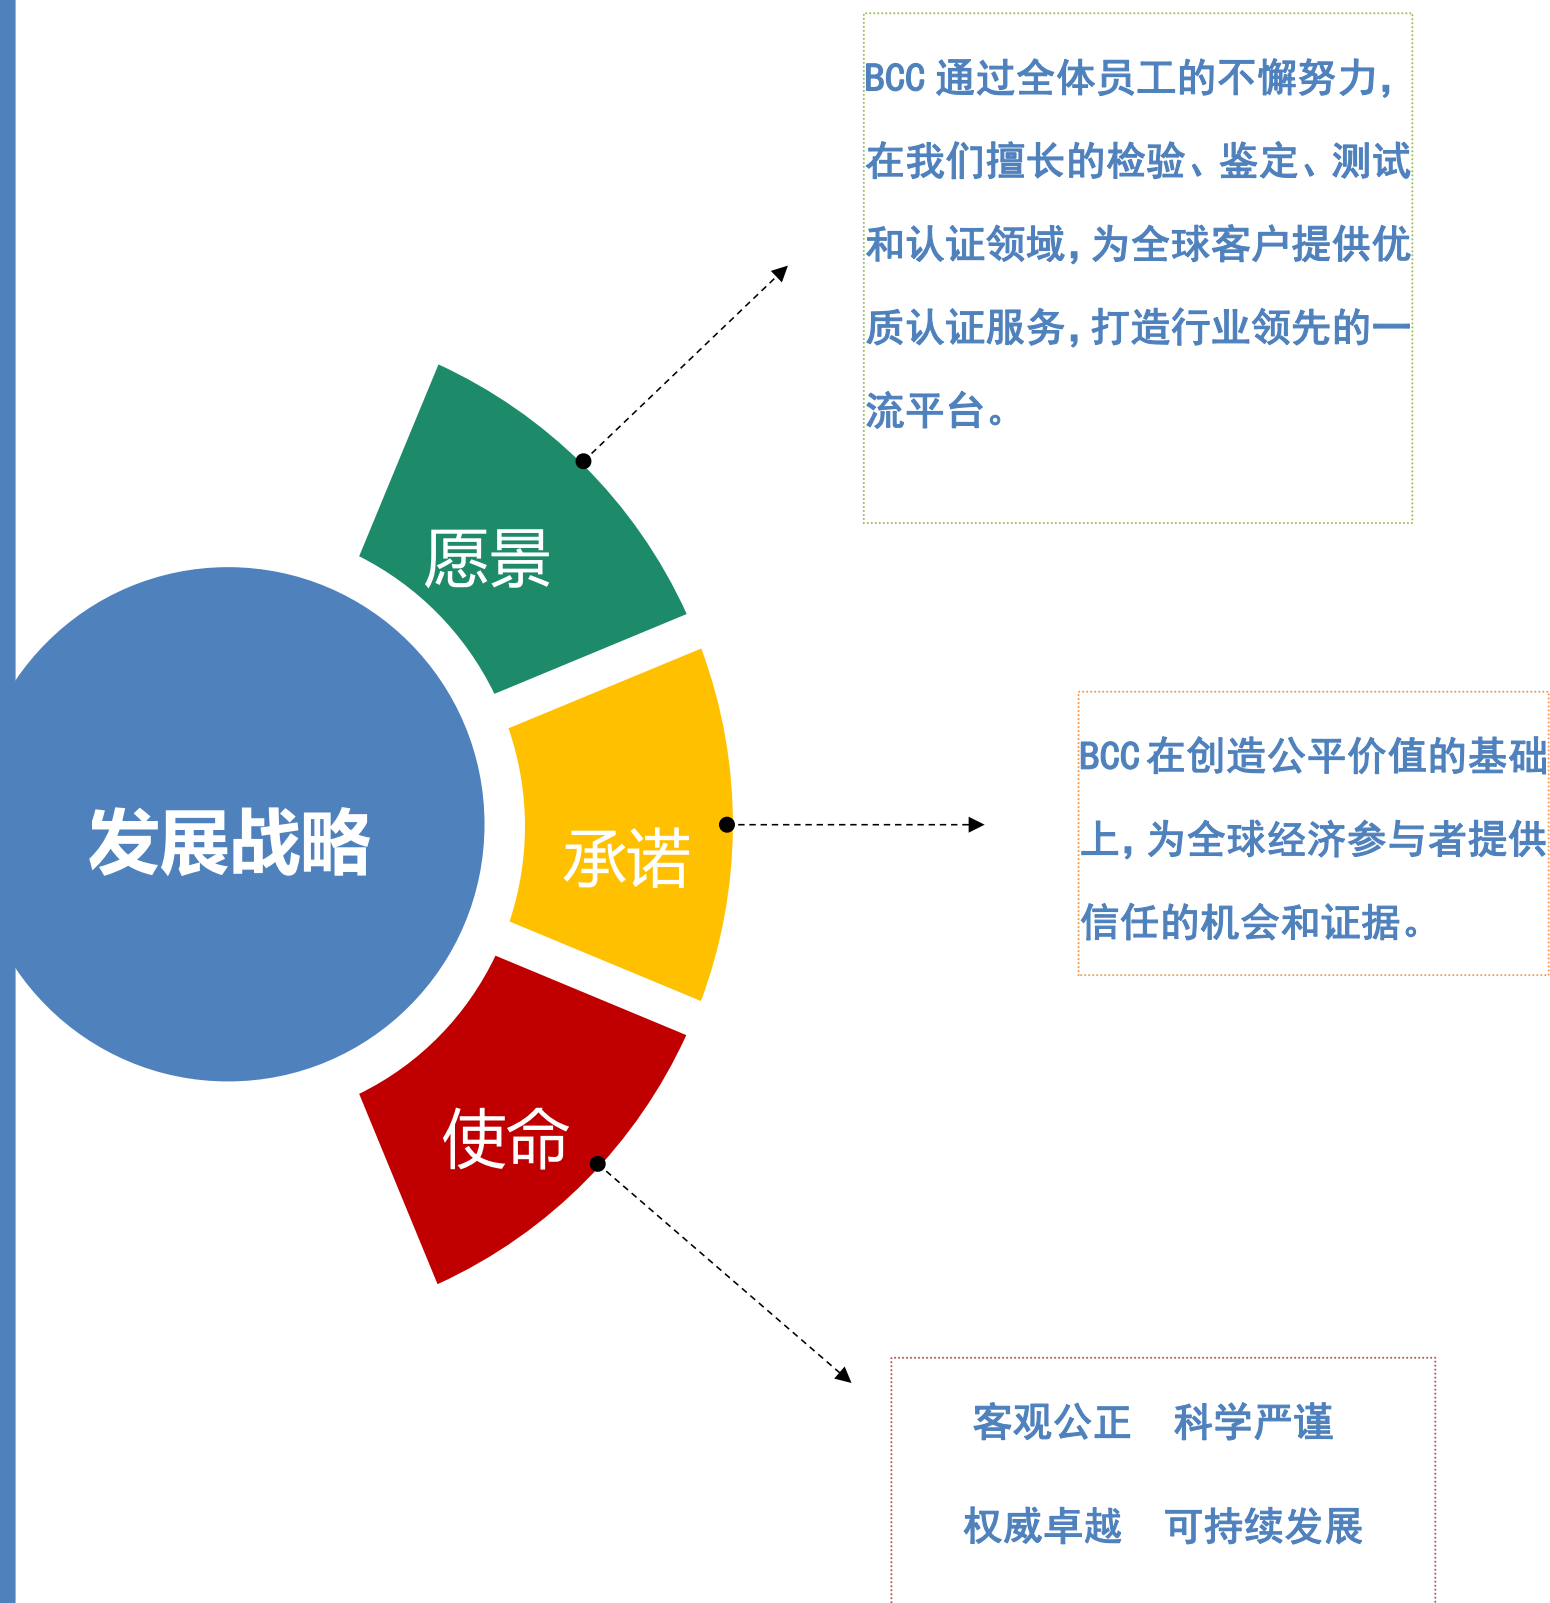 发展战略
愿景
BCC 通过全体员工的不懈努力，
在我们擅长的检验、鉴定、测试
和认证领域，为全球客户提供优
质认证服务，打造行业领先的一
流平台。
承诺
BCC 在创造公平价值的基础
上，为全球经济参与者提供
信任的机会和证据。
使命
客观公正　科学严谨
权威卓越　可持续发展